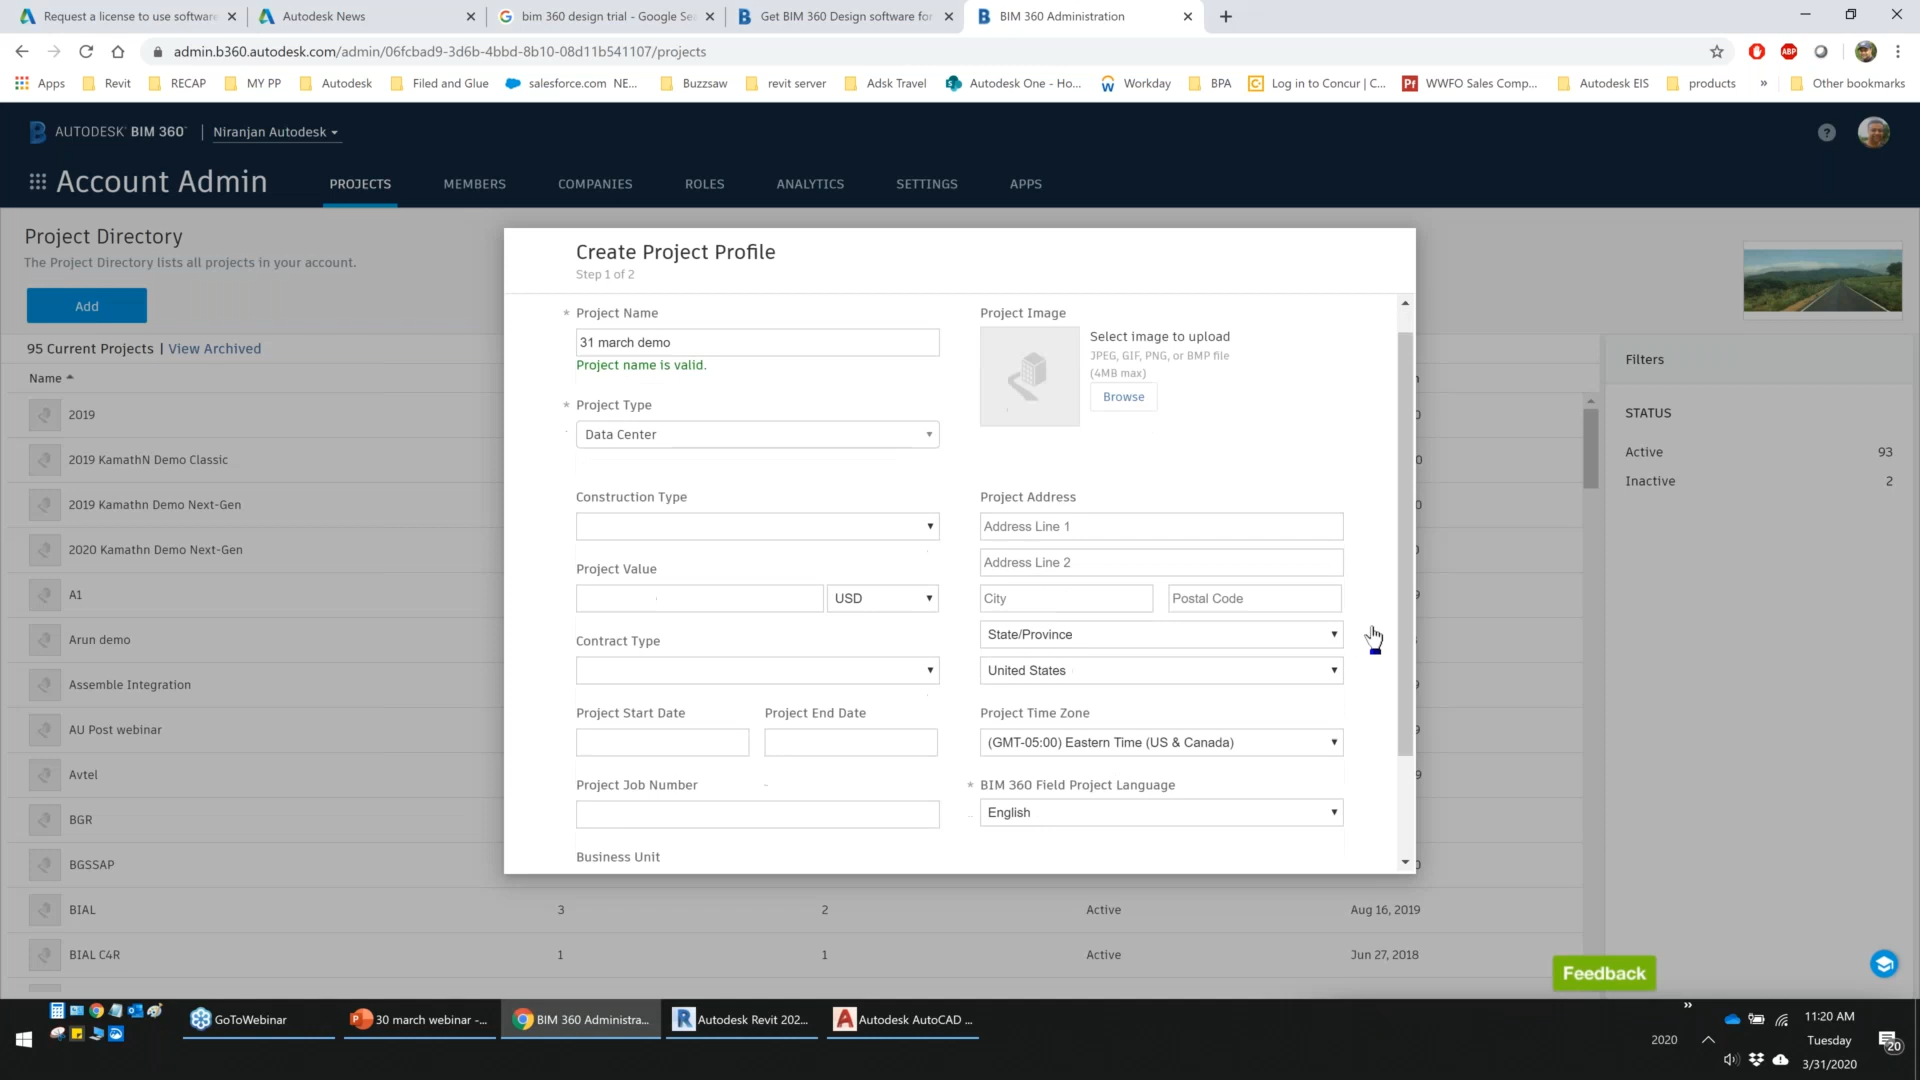 Request a license to use software
Autodesk News
bim 360 design trial - Google Se
Get BIM 360 Design software for
BIM 360 Administration
admin.b360.autodesk.com/admin/06fcbad9-3d6b-4bbd-8b10-08d11b541107/projects
Apps
Revit
RECAP
MY PP
Autodesk
Filed and Glue
salesforce.com NE...
Buzzsaw
revit server
Adsk Travel
Autodesk One - Ho...
Workday
BPA
Log in to Concur | C...
WWFO Sales Comp...
Autodesk EIS
products
»
Other bookmarks
AUTODESK BIM 360
Niranjan Autodesk
Account Admin
PROJECTS
MEMBERS
COMPANIES
ROLES
ANALYTICS
SETTINGS
APPS
Project Directory
The Project Directory lists all projects in your account.
Add
95 Current Projects | View Archived
Name
2019
2019 KamathN Demo Classic
2019 Kamathn Demo Next-Gen
2020 Kamathn Demo Next-Gen
A1
Arun demo
Assemble Integration
AU Post webinar
Avtel
BGR
BGSSAP
BIAL 3 2 Active Aug 16, 2019
BIAL C4R 1 1 Active Jun 27, 2018
Create Project Profile
Step 1 of 2
* Project Name
31 march demo
Project name is valid.
* Project Type
Data Center
Construction Type
Project Value
USD
Contract Type
Project Start Date
Project End Date
Project Job Number
Business Unit
Project Image
Select image to upload
JPEG, GIF, PNG, or BMP file
(4MB max)
Browse
Project Address
Address Line 1
Address Line 2
City
Postal Code
State/Province
United States
Project Time Zone
(GMT-05:00) Eastern Time (US & Canada)
* BIM 360 Field Project Language
English
Filters
STATUS
Active 93
Inactive 2
Feedback
GoToWebinar
30 march webinar -...
BIM 360 Administra...
Autodesk Revit 202...
Autodesk AutoCAD ...
»
2020
11:20 AM
Tuesday
3/31/2020
20